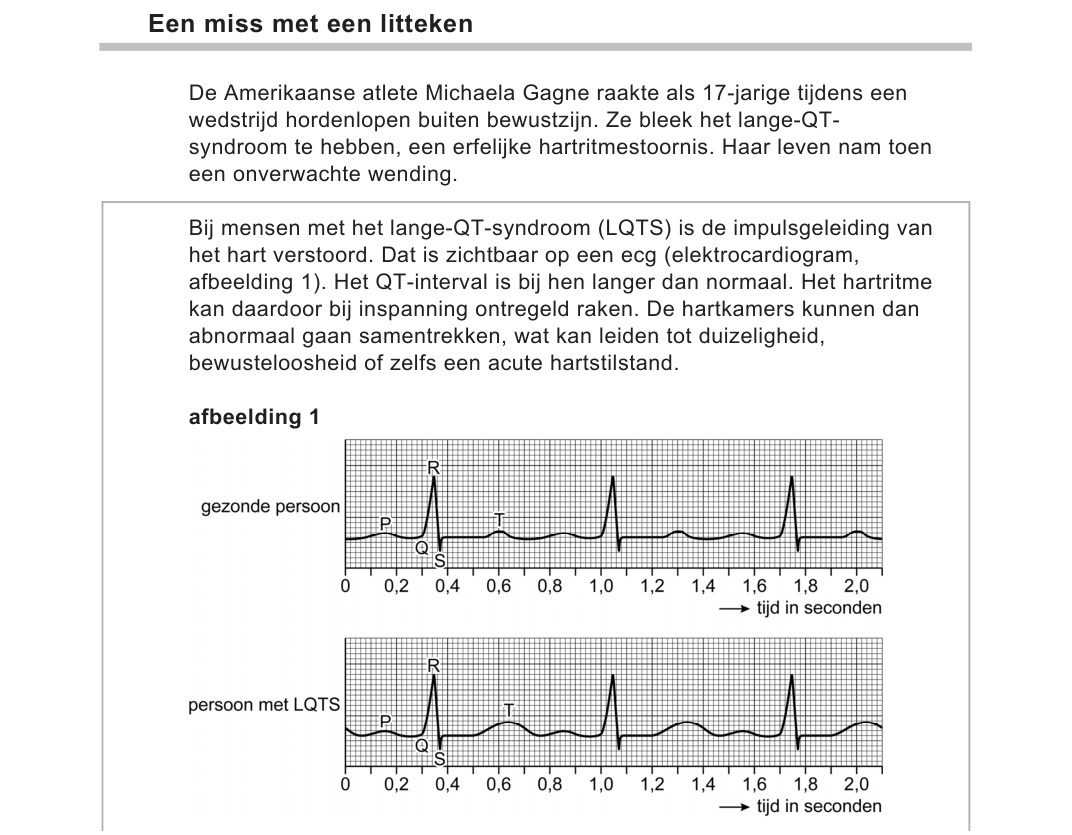 Een miss met een litteken
De Amerikaanse atlete Michaela Gagne raakte als 17-jarige tijdens een
wedstrijd hordenlopen buiten bewustzijn. Ze bleek het lange-QT-
syndroom te hebben, een erfelijke hartritmestoornis. Haar leven nam toen
een onverwachte wending.
Bij mensen met het lange-QT-syndroom (LQTS) is de impulsgeleiding van
het hart verstoord. Dat is zichtbaar op een ecg (elektrocardiogram,
afbeelding 1). Het QT-interval is bij hen langer dan normaal. Het hartritme
kan daardoor bij inspanning ontregeld raken. De hartkamers kunnen dan
abnormaal gaan samentrekken, wat kan leiden tot duizeligheid,
bewusteloosheid of zelfs een acute hartstilstand.
afbeelding 1
R
gezonde persoon
P
T
Q
S
0 0,2 0,4 0,6 0,8 1,0 1,2 1,4 1,6 1,8 2,0
tijd in seconden
R
persoon met LQTS
P
T
Q
S
0 0,2 0,4 0,6 0,8 1,0 1,2 1,4 1,6 1,8 2,0
tijd in seconden